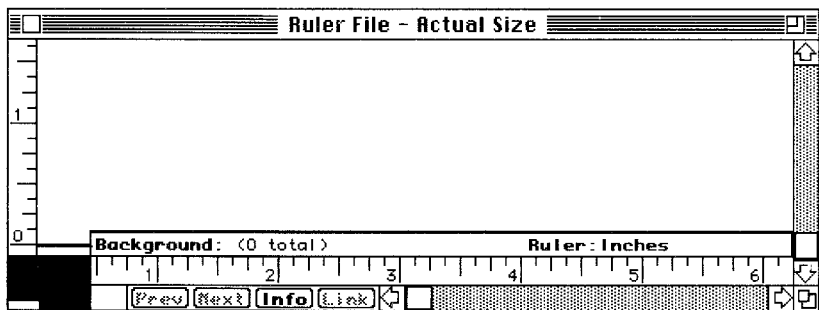 Ruler File - Actual Size
1
0
Background: (0 total) Ruler: Inches
1 2 3 4 5 6
Prev Next Info Link